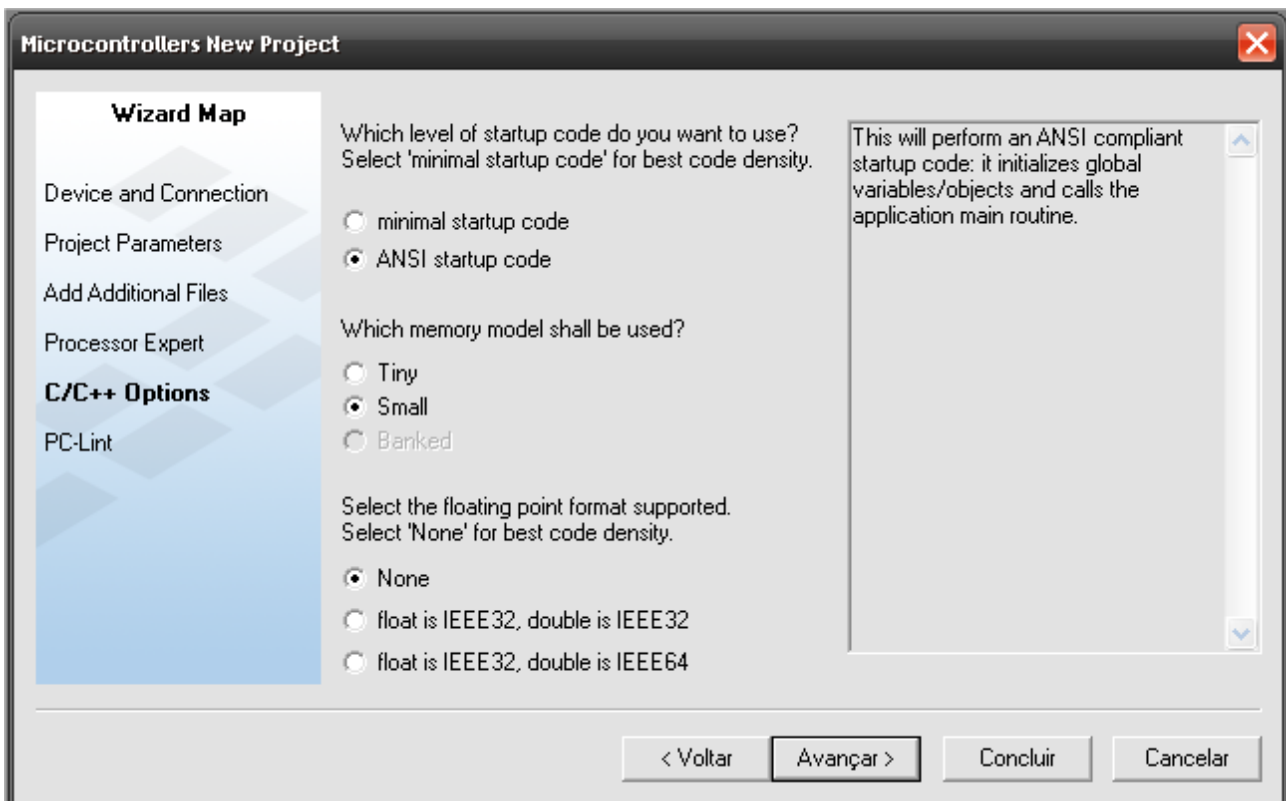 Microcontrollers New Project
Wizard Map
Device and Connection
Project Parameters
Add Additional Files
Processor Expert
C/C++ Options
PC-Lint
Which level of startup code do you want to use?
Select 'minimal startup code' for best code density.
minimal startup code
ANSI startup code
Which memory model shall be used?
Tiny
Small
Banked
Select the floating point format supported.
Select 'None' for best code density.
None
float is IEEE32, double is IEEE32
float is IEEE32, double is IEEE64
This will perform an ANSI compliant
startup code: it initializes global
variables/objects and calls the
application main routine.
< Voltar
Avançar >
Concluir
Cancelar